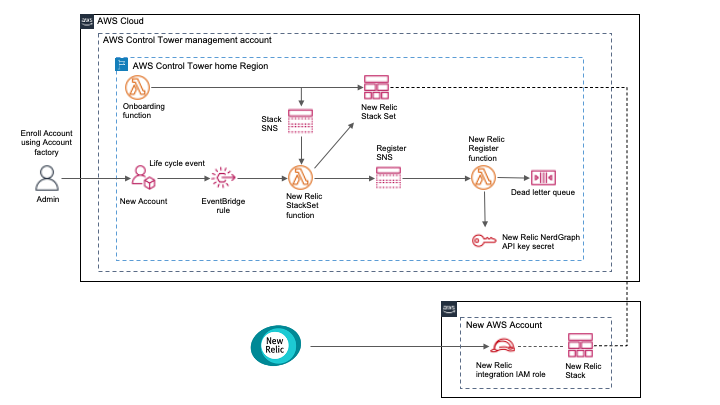 aws
AWS Cloud
AWS Control Tower management account
AWS Control Tower home Region
Onboarding
function
New Relic
Stack Set
Stack
SNS
Enroll Account
using Account
factory
Admin
Life cycle event
New Account
EventBridge
rule
New Relic
StackSet
function
Register
SNS
New Relic
Register
function
Dead letter queue
New Relic NerdGraph
API key secret
aws
New AWS Account
New
Relic
New Relic
integration IAM role
New Relic
Stack